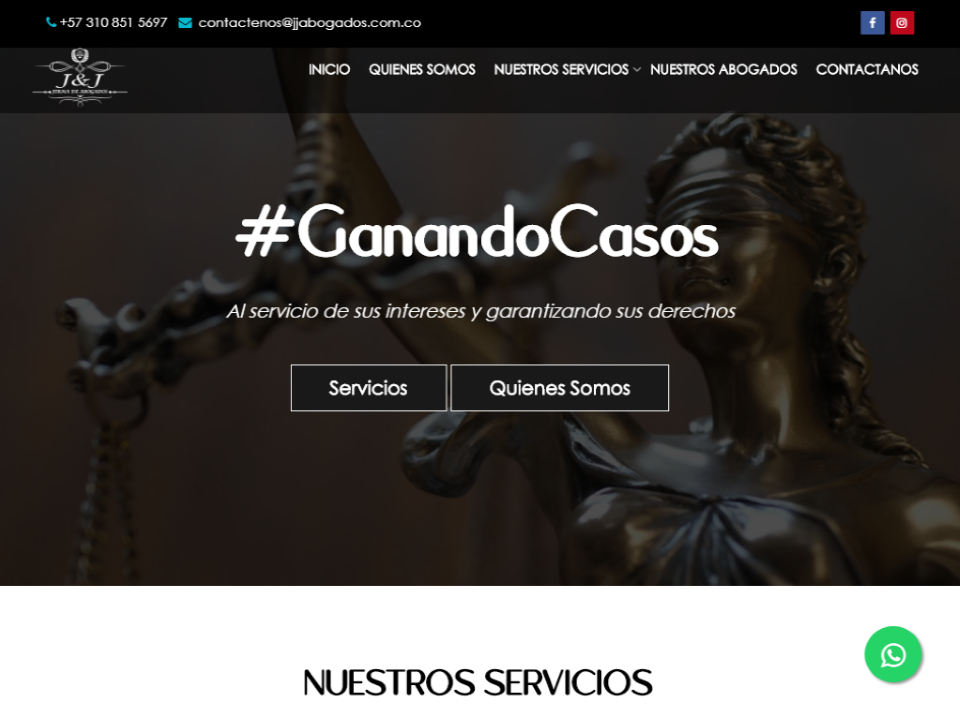 +57 310 851 5697 contactenos@jjabogados.com.co
J&J
FIRMA DE ABOGADOS
INICIO QUIENES SOMOS NUESTROS SERVICIOS NUESTROS ABOGADOS CONTACTANOS
#GanandoCasos
Al servicio de sus intereses y garantizando sus derechos
Servicios Quienes Somos
NUESTROS SERVICIOS